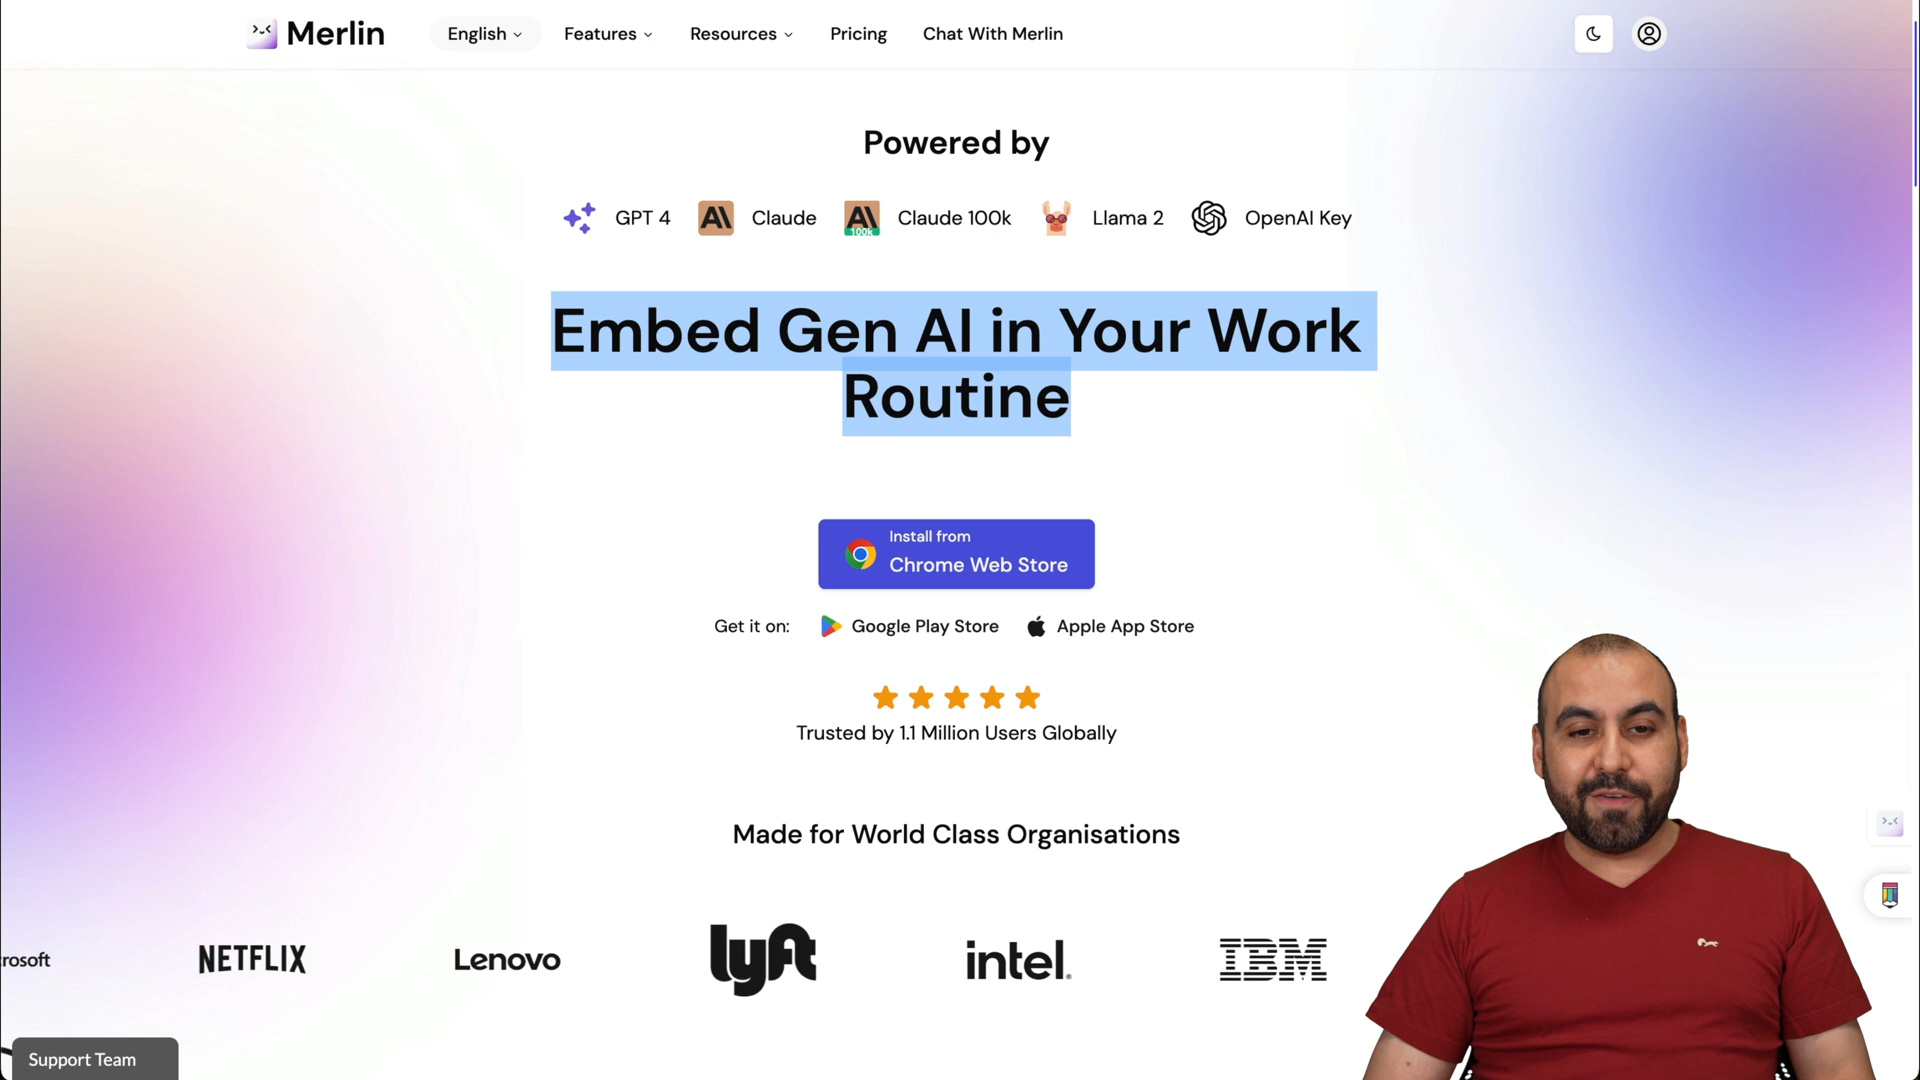 Merlin
English
Features
Resources
Pricing
Chat With Merlin
Powered by
GPT 4
Claude
100k
Claude 100k
Llama 2
OpenAI Key
Embed Gen AI in Your Work
Routine
Install from
Chrome Web Store
Get it on:
Google Play Store
Apple App Store
Trusted by 1.1 Million Users Globally
Made for World Class Organisations
rosoft
NETFLIX
Lenovo
lyft
intel.
IBM
Support Team